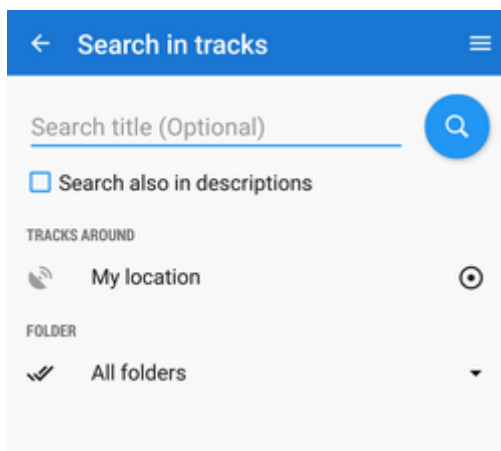 Search in tracks
Search title (Optional)
Search also in descriptions
TRACKS AROUND
My location
FOLDER
All folders